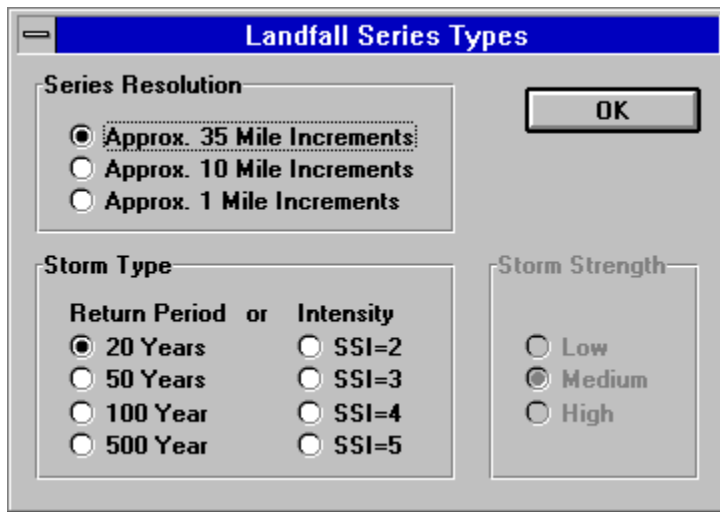 Landfall Series Types
Series Resolution
OK
Approx. 35 Mile Increments
Approx. 10 Mile Increments
Approx. 1 Mile Increments
Storm Type
Storm Strength
Return Period or Intensity
20 Years SSI=2
50 Years SSI=3
100 Year SSI=4
500 Year SSI=5
Low
Medium
High